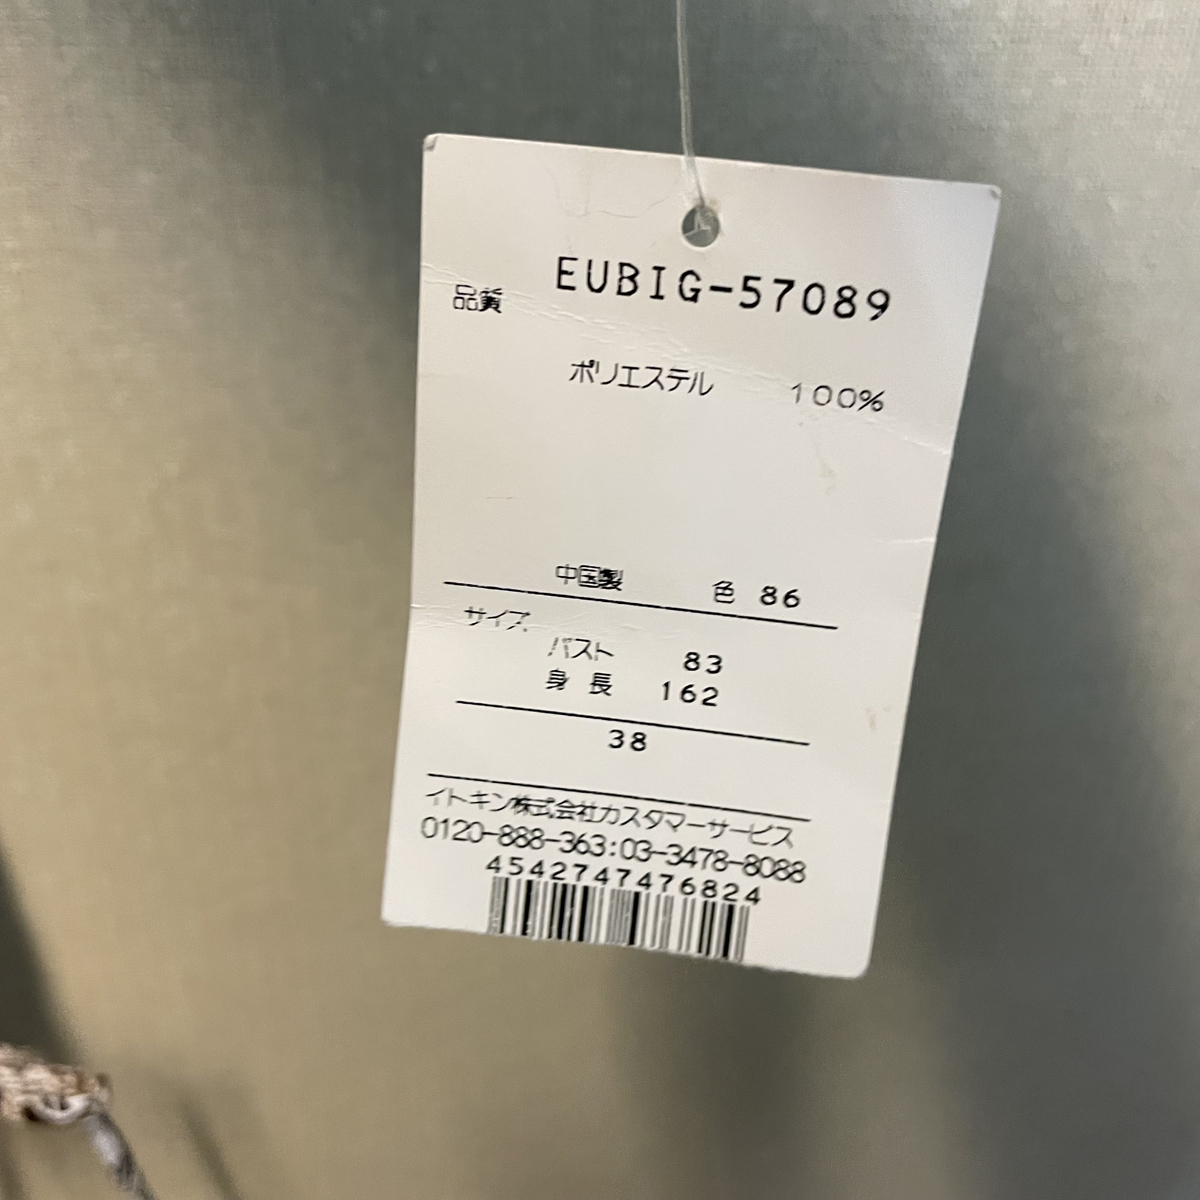 EUBIG-57089
品質
ポリエステル 100%
中国製 色 86
サイズ
バスト 83
身長 162
38
イトキン株式会社カスタマーサービス
0120-888-363:03-3478-8088
4542747476824